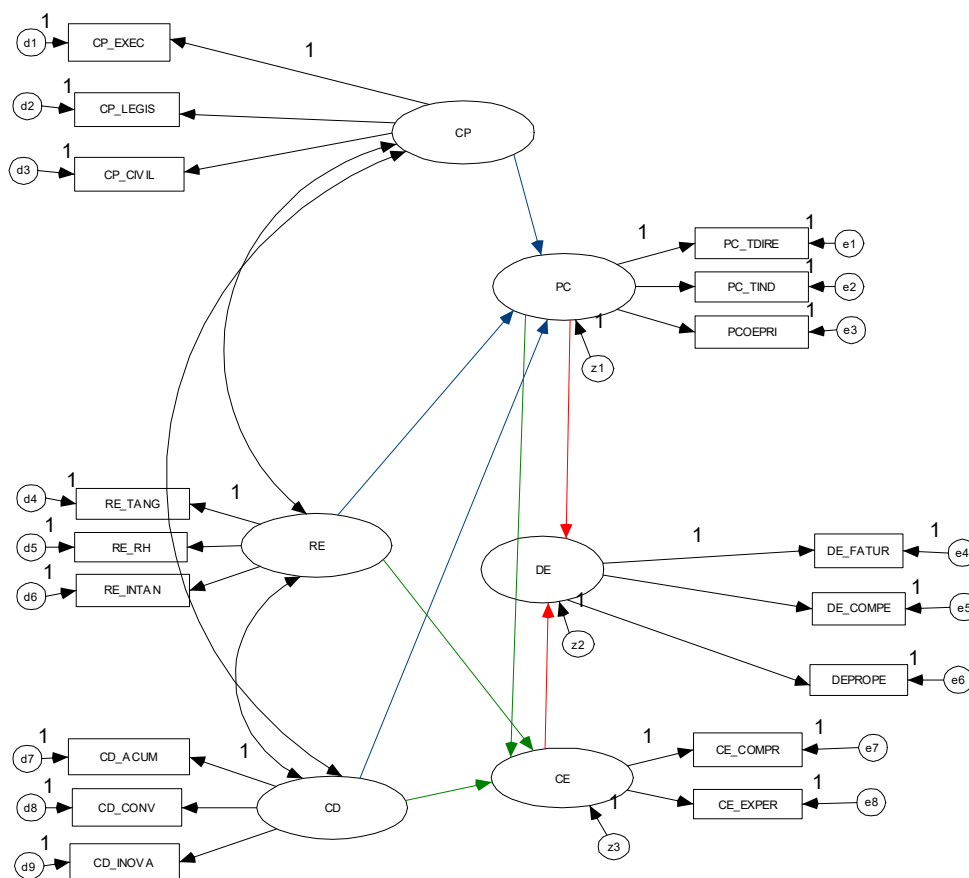 1
d1
CP_EXEC
1
1
d2
CP_LEGIS
CP
1
d3
CP_CIVIL
1
PC_TDIRE
1
e1
PC
PC_TIND
1
e2
PCOEPRI
1
e3
1
z1
1
d4
RE_TANG
1
1
d5
RE_RH
RE
1
d6
RE_INTAN
1
DE_FATUR
1
e4
DE
DE_COMPE
1
e5
1
z2
DEPROPE
1
e6
1
d7
CD_ACUM
1
1
CE_COMPR
1
e7
1
d8
CD_CONV
CD
CE
CE_EXPER
1
e8
1
z3
1
d9
CD_INOVA